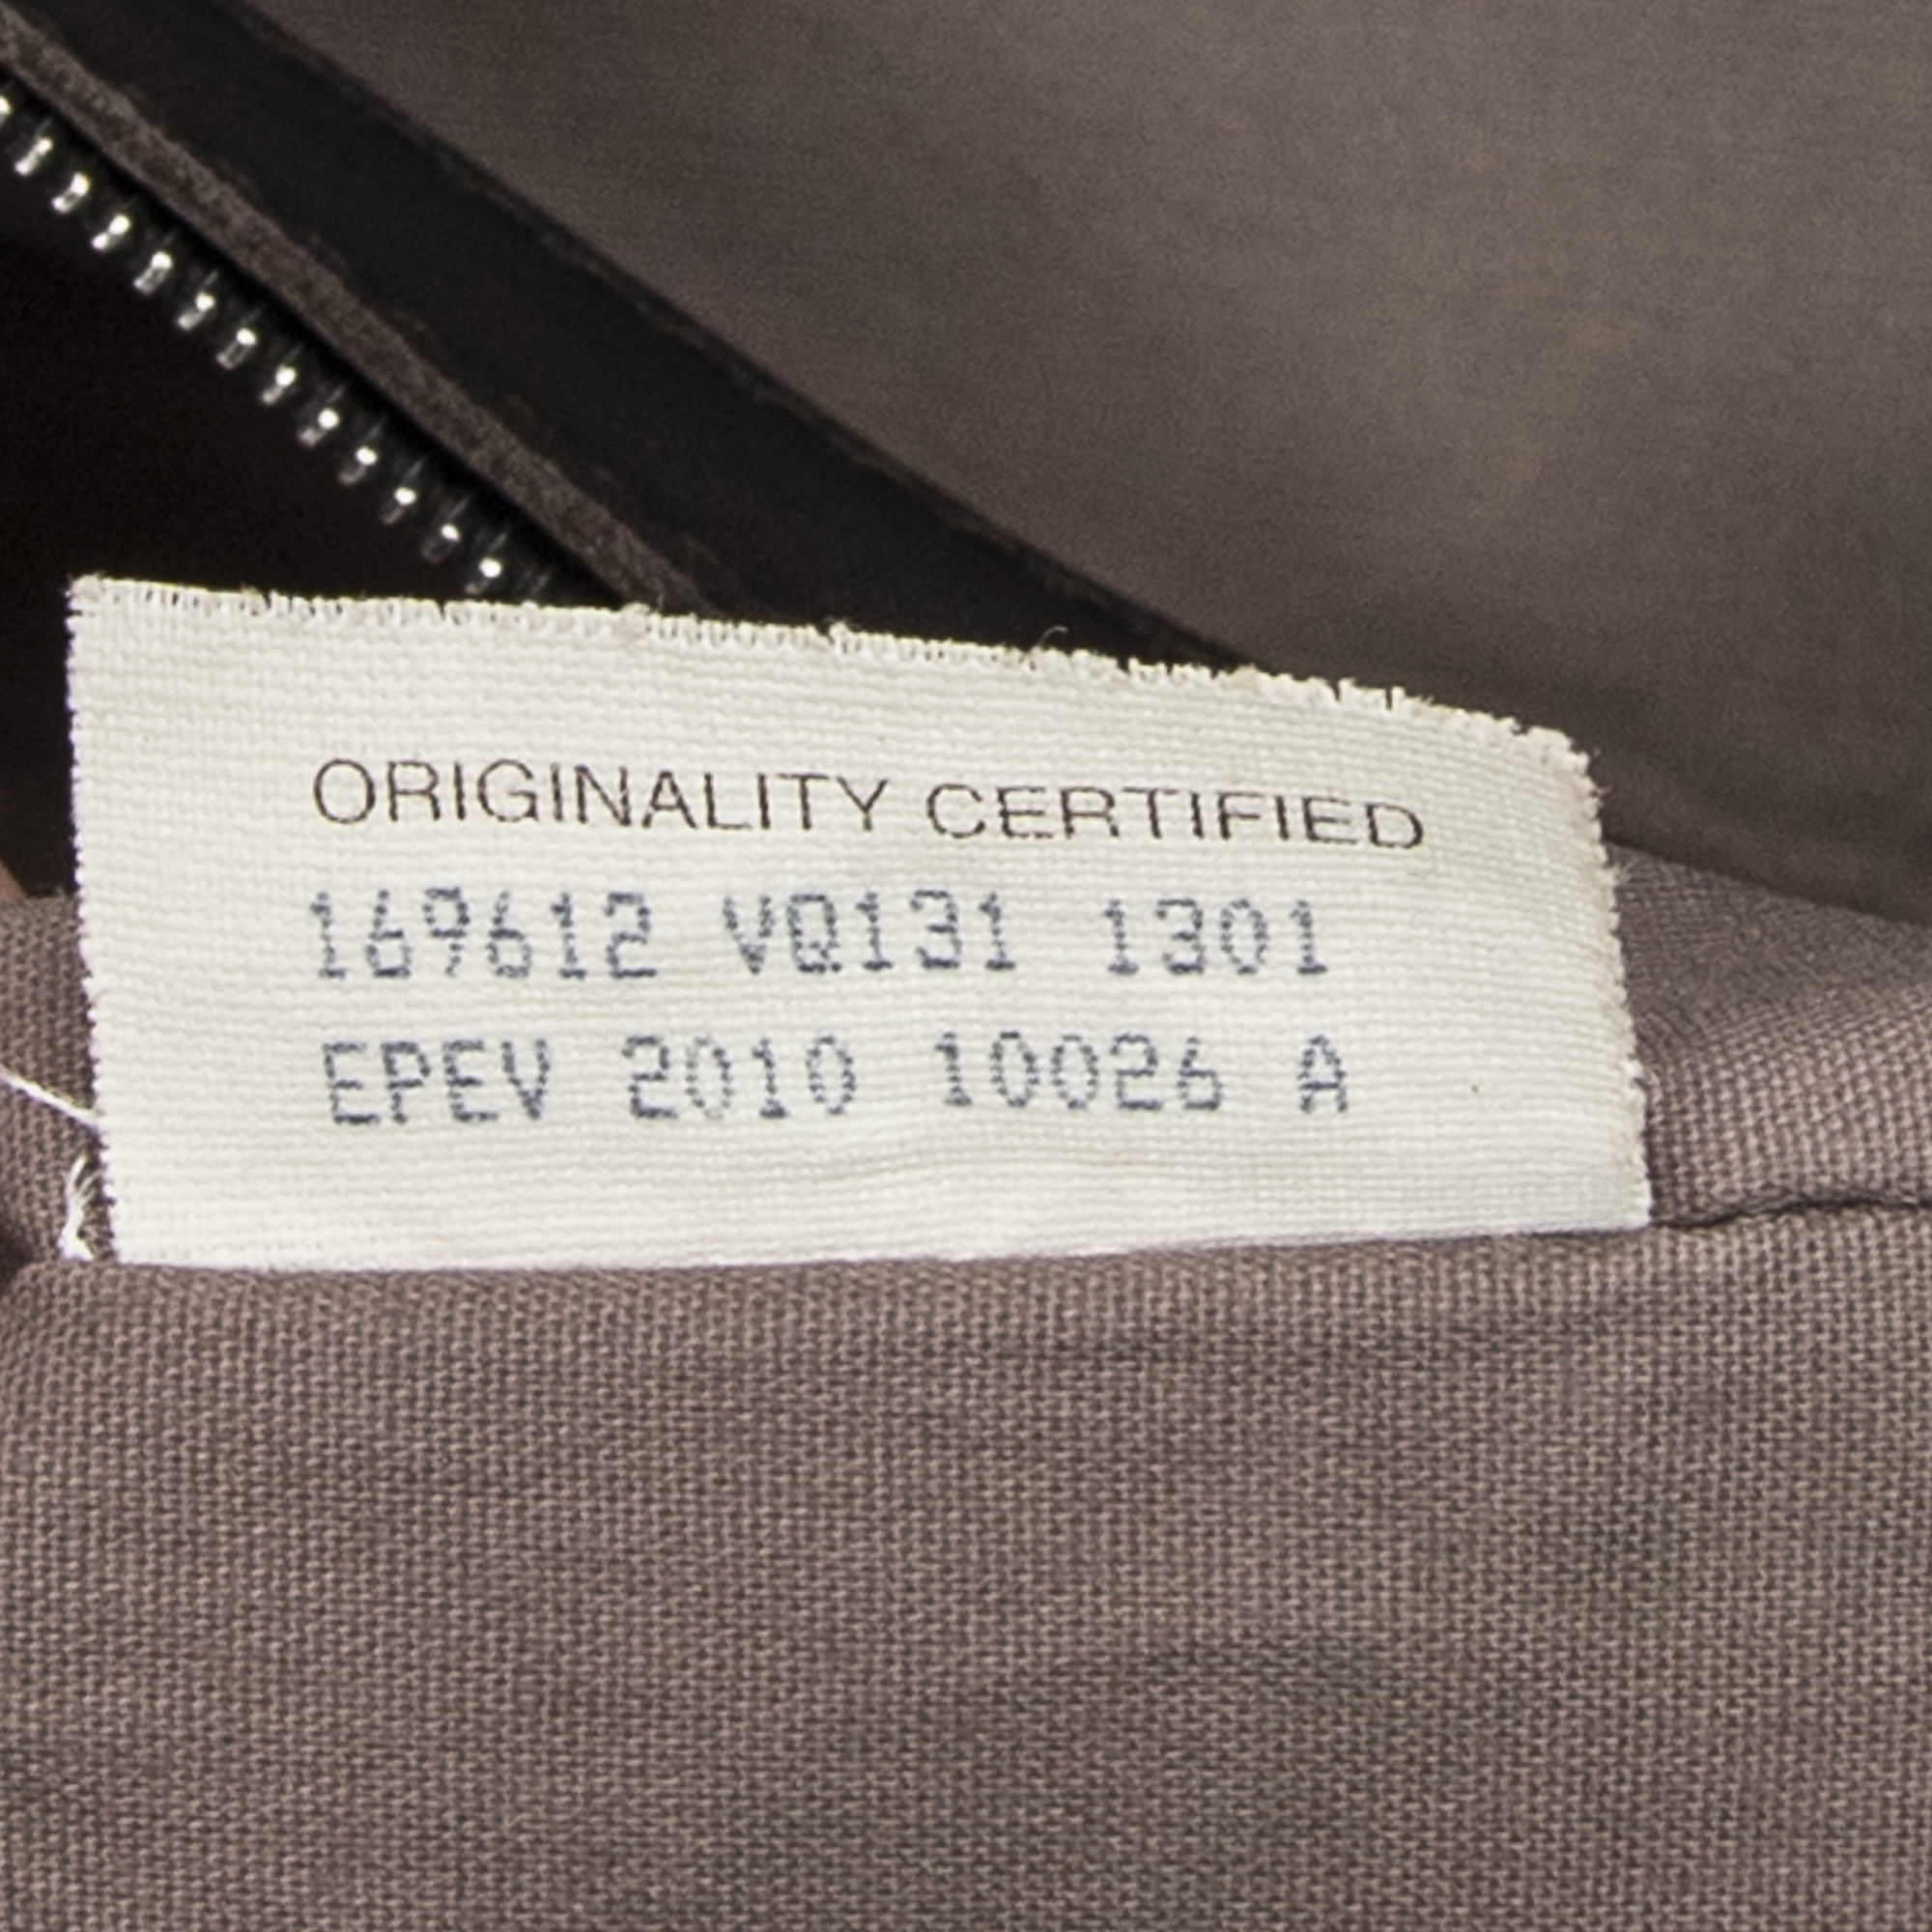 ORIGINALITY CERTIFIED
169612 VQ131 1301
EPEV 2010 10026 A